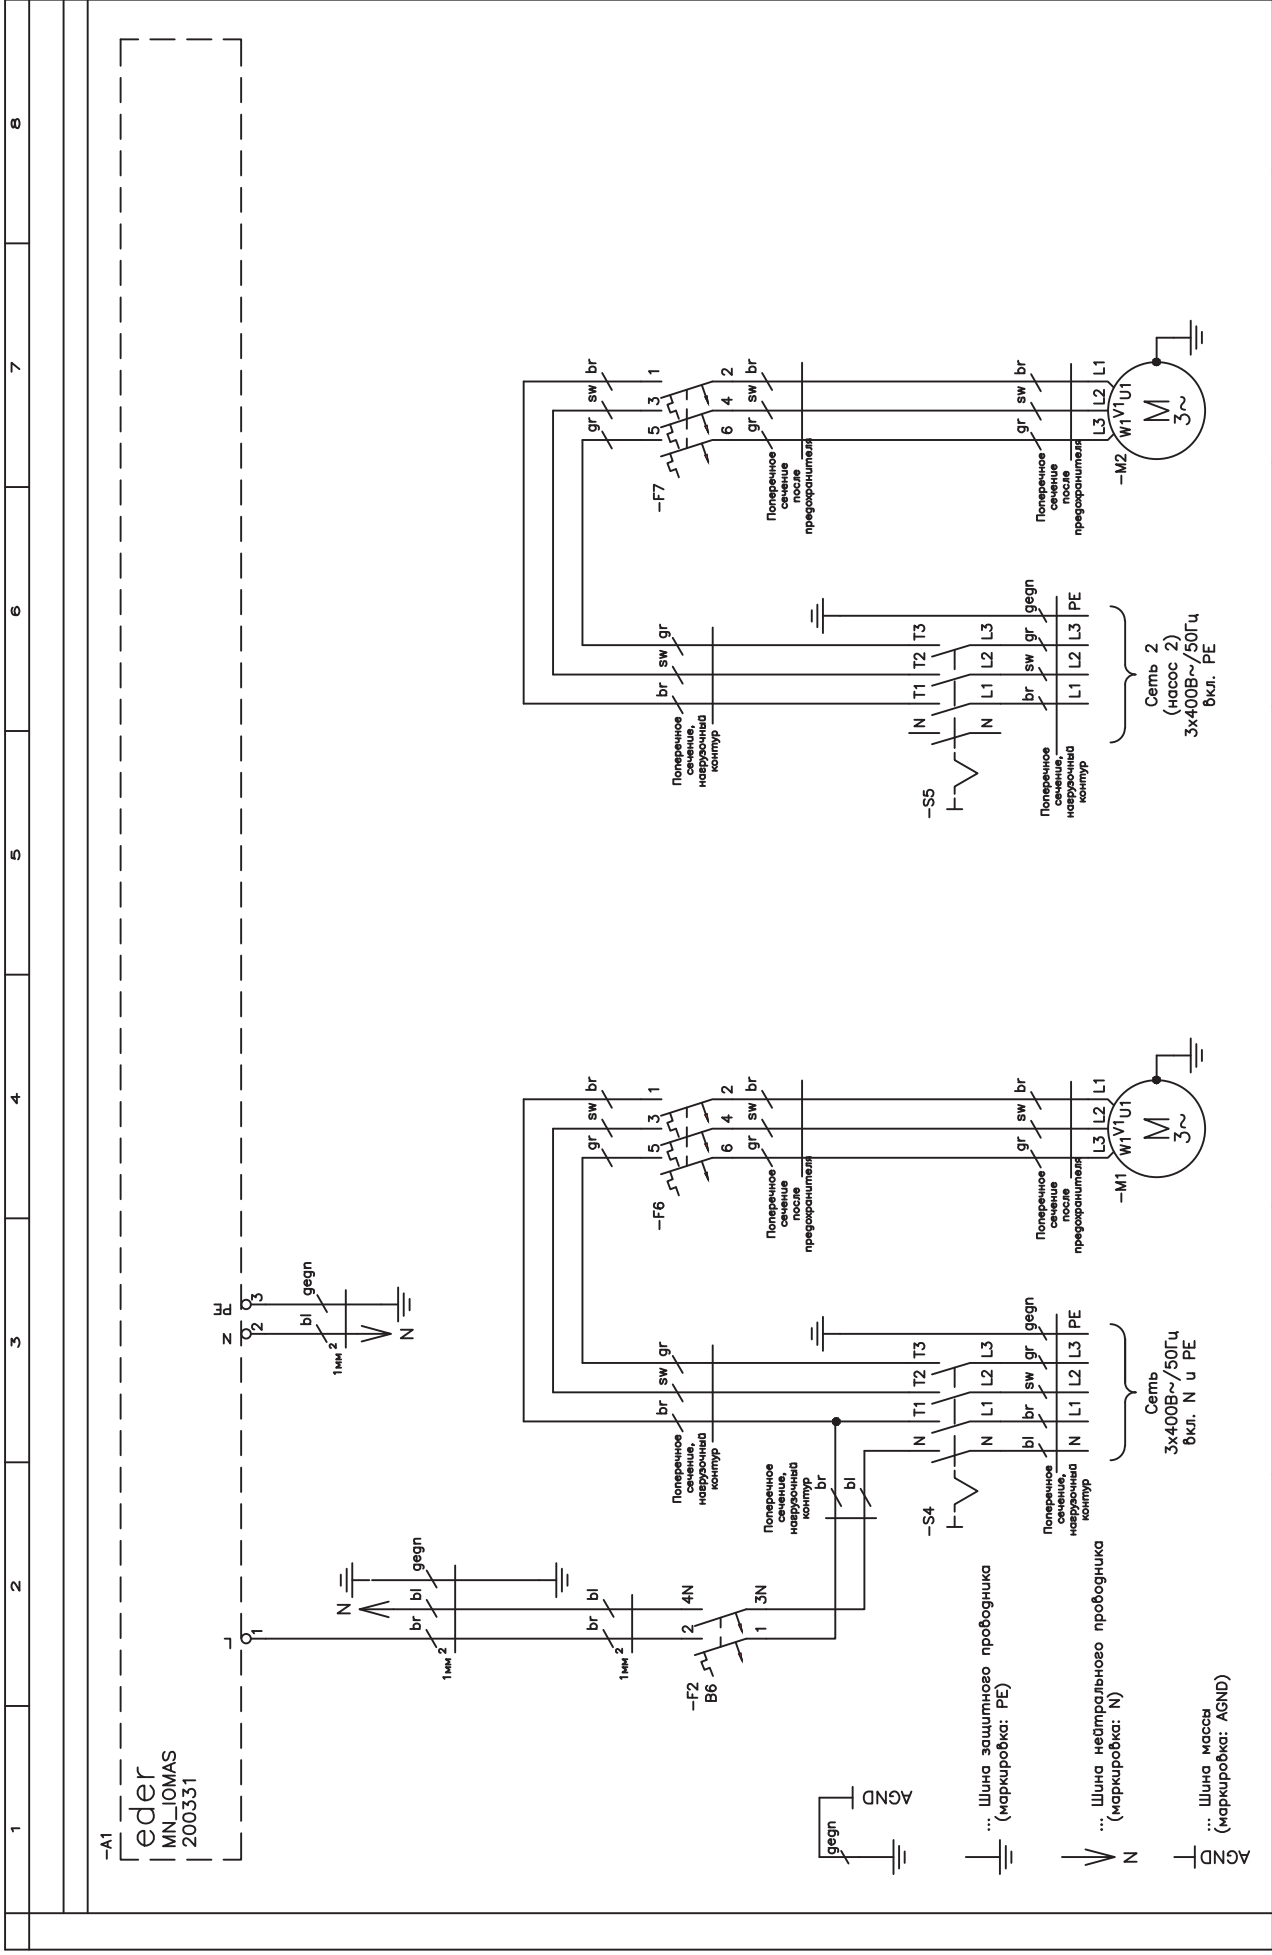 1
2
3
4
5
6
7
8
-A1
eder
MN_IOMAS
200331
L
1
N
2
PE
3
bl
gegn
1мм 2
N
N
br
bl
gegn
1мм 2
br
bl
1мм 2
2
4N
-F2
B6
1
3N
Поперечное
сечение,
нагрузочный
контур
br
bl
Поперечное
сечение,
нагрузочный
контур
br
sw
gr
-S4
N
T1
T2
T3
N
L1
L2
L3
Поперечное
сечение,
нагрузочный
контур
bl
br
sw
gr
gegn
N
L1
L2
L3
PE
Сеть
3x400В~/50Гц
вкл. N и PE
gr
sw
br
-F6
5
3
1
6
4
2
gr
sw
br
Поперечное
сечение
после
предохранителя
Поперечное
сечение
после
предохранителя
gr
sw
br
L3
L2
L1
-M1
W1
V1
U1
M
3~
Поперечное
сечение,
нагрузочный
контур
br
sw
gr
-S5
N
T1
T2
T3
N
L1
L2
L3
Поперечное
сечение,
нагрузочный
контур
br
sw
gr
gegn
L1
L2
L3
PE
Сеть 2
(насос 2)
3x400В~/50Гц
вкл. PE
gr
sw
br
-F7
5
3
1
6
4
2
gr
sw
br
Поперечное
сечение
после
предохранителя
Поперечное
сечение
после
предохранителя
gr
sw
br
L3
L2
L1
-M2
W1
V1
U1
M
3~
gegn
AGND
... Шина защитного проводника
(маркировка: PE)
N
... Шина нейтрального проводника
(маркировка: N)
AGND
... Шина массы
(маркировка: AGND)